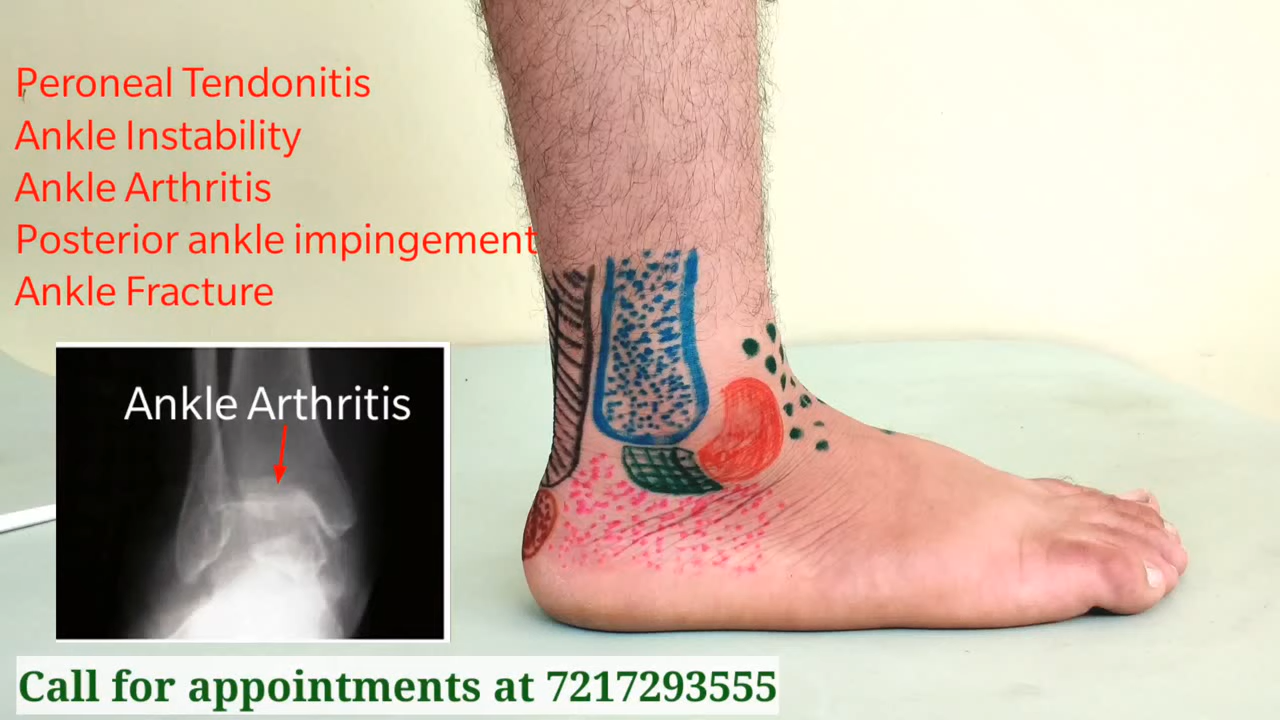 Peroneal Tendonitis
Ankle Instability
Ankle Arthritis
Posterior ankle impingement
Ankle Fracture
Ankle Arthritis
Call for appointments at 7217293555